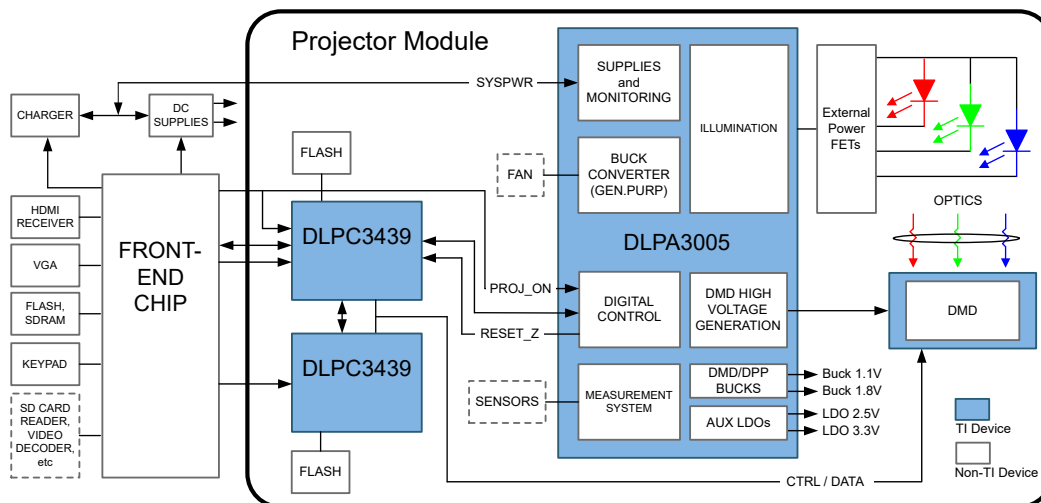 Projector Module
SYSPWR
SUPPLIES
and
MONITORING
ILLUMINATION
External
Power
FETs
CHARGER
DC
SUPPLIES
FLASH
FAN
BUCK
CONVERTER
(GEN.PURP)
HDMI
RECEIVER
VGA
FLASH,
SDRAM
KEYPAD
SD CARD
READER,
VIDEO
DECODER,
etc
FRONT-
END
CHIP
DLPC3439
DLPA3005
OPTICS
PROJ_ON
RESET_Z
DIGITAL
CONTROL
DMD HIGH
VOLTAGE
GENERATION
DMD
DLPC3439
SENSORS
MEASUREMENT
SYSTEM
DMD/DPP
BUCKS
Buck 1.1V
Buck 1.8V
AUX LDOs
LDO 2.5V
LDO 3.3V
FLASH
CTRL / DATA
TI Device
Non-TI Device